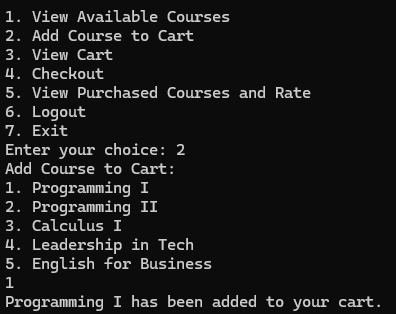 1. View Available Courses
2. Add Course to Cart
3. View Cart
4. Checkout
5. View Purchased Courses and Rate
6. Logout
7. Exit
Enter your choice: 2
Add Course to Cart:
1. Programming I
2. Programming II
3. Calculus I
4. Leadership in Tech
5. English for Business
1
Programming I has been added to your cart.